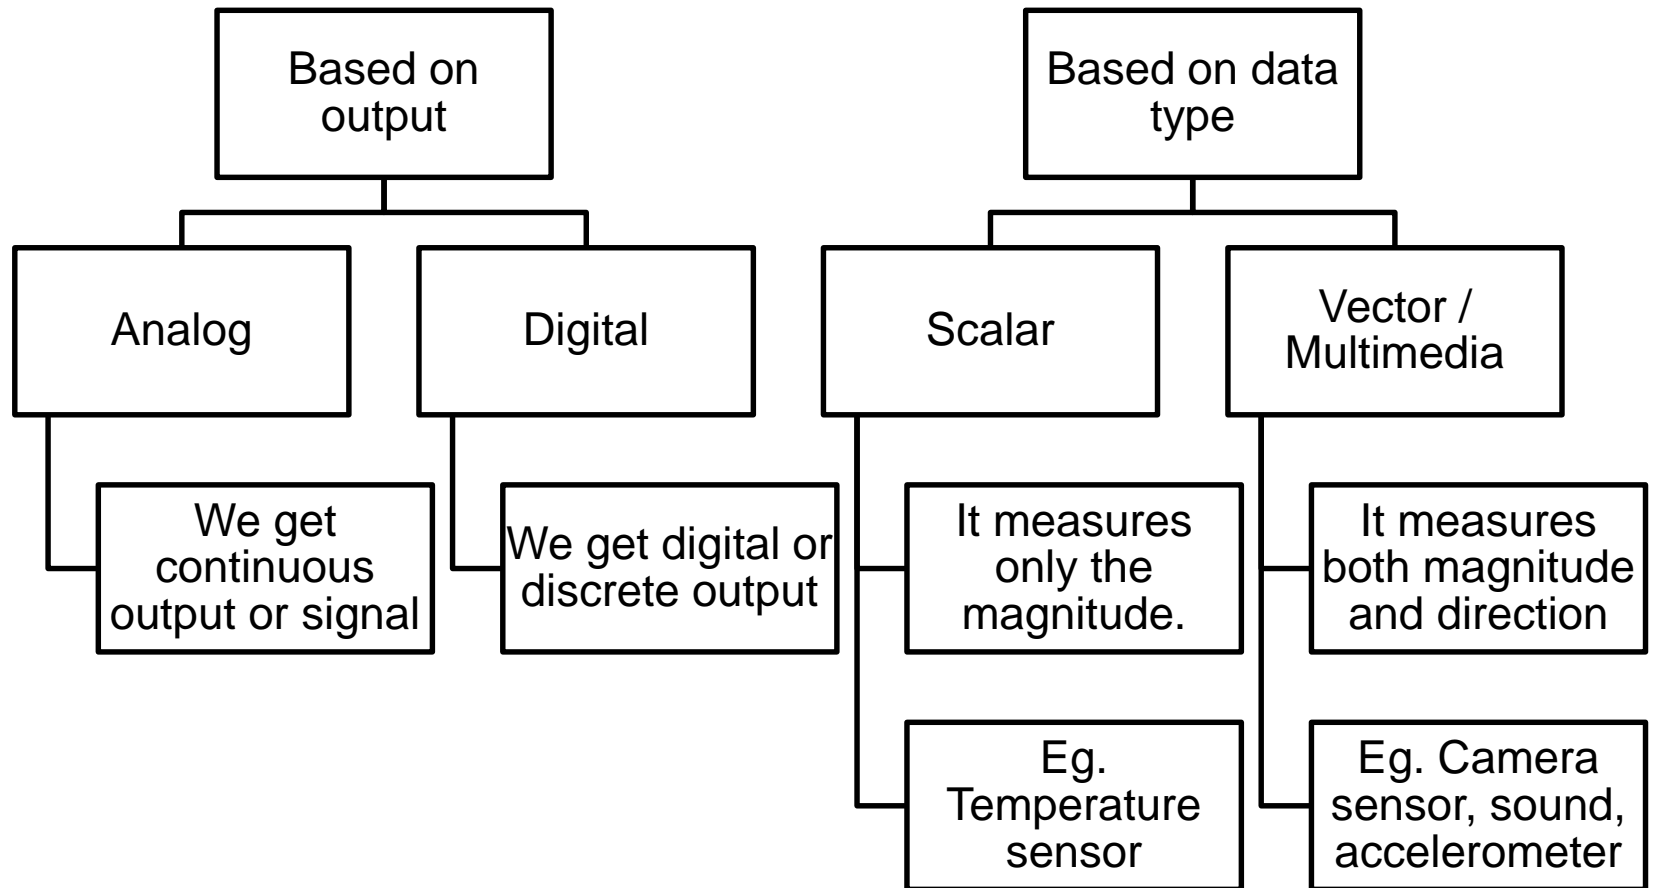 Based on
output
Analog
We get
continuous
output or signal
Digital
We get digital or
discrete output
Based on data
type
Scalar
It measures
only the
magnitude.
Eg.
Temperature
sensor
Vector /
Multimedia
It measures
both magnitude
and direction
Eg. Camera
sensor, sound,
accelerometer